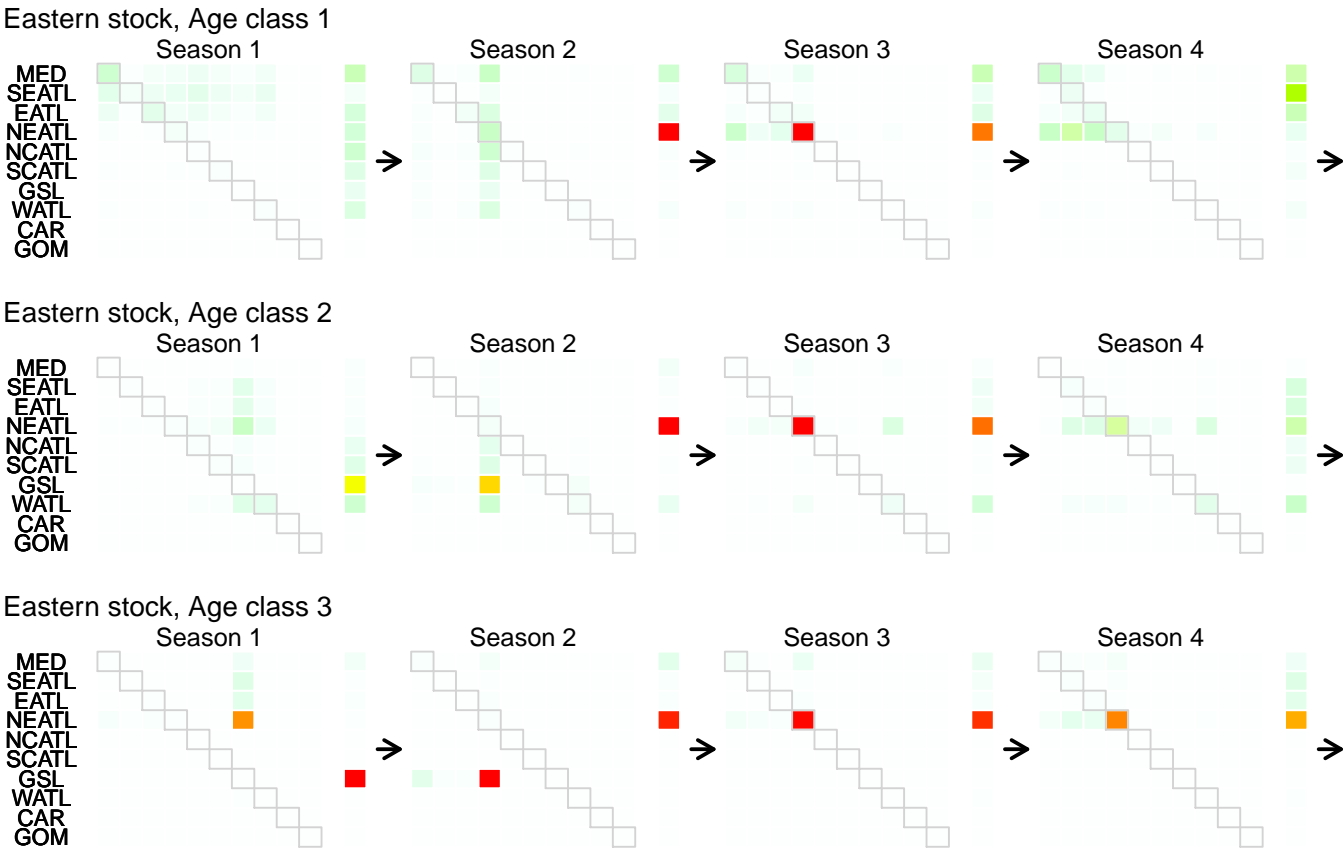 Eastern stock, Age class 1
Season 1 Season 2 Season 3 Season 4
MED
SEATL
EATL
NEATL
NCATL
SCATL
GSL
WATL
CAR
GOM
Eastern stock, Age class 2
Season 1 Season 2 Season 3 Season 4
MED
SEATL
EATL
NEATL
NCATL
SCATL
GSL
WATL
CAR
GOM
Eastern stock, Age class 3
Season 1 Season 2 Season 3 Season 4
MED
SEATL
EATL
NEATL
NCATL
SCATL
GSL
WATL
CAR
GOM